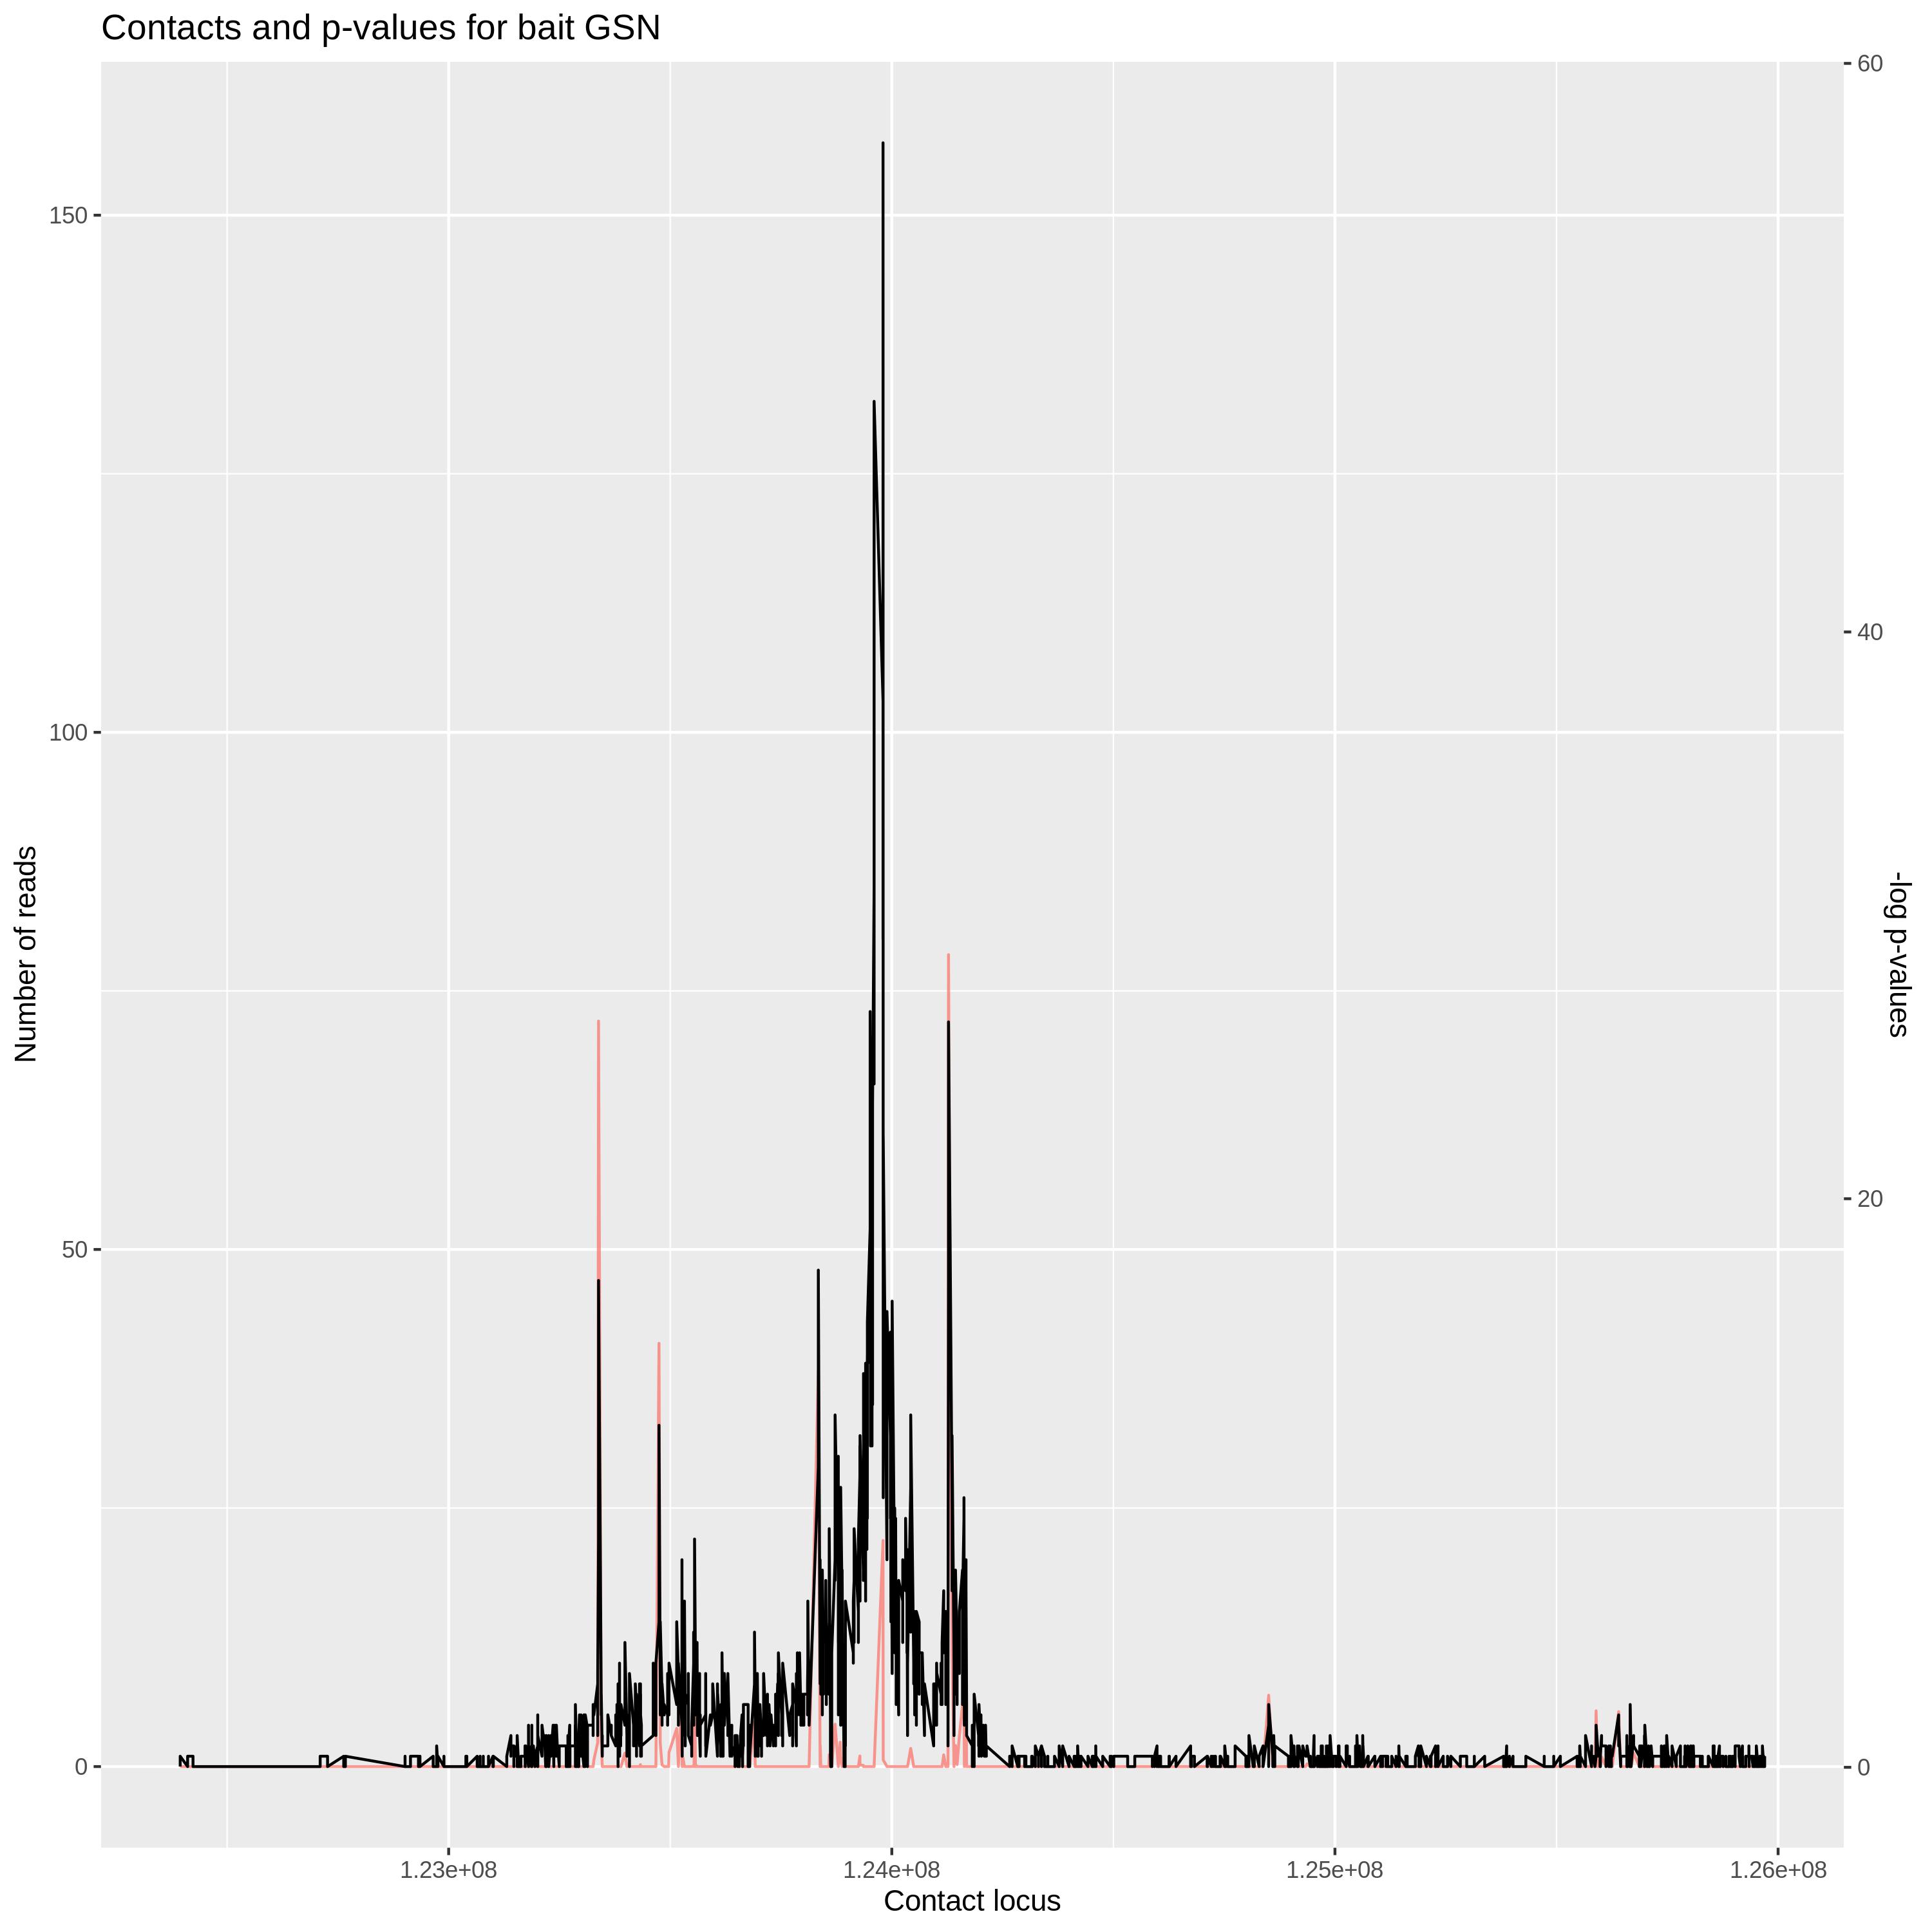 Contacts and p-values for bait GSN
60
150
40
100
Number of reads
-log p-values
20
50
0
0
1.23e+08
1.24e+08
1.25e+08
1.26e+08
Contact locus